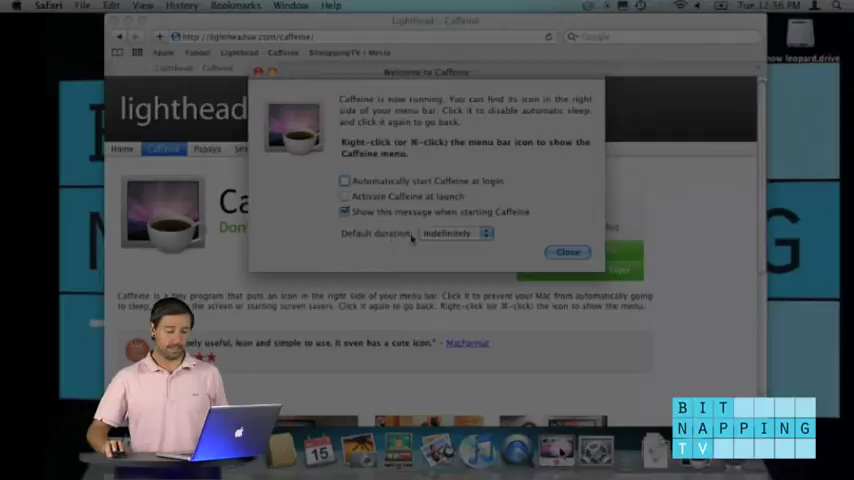 Safari File Edit View History Bookmarks Window Help
Tu 12:56 PM
Lighthead - Caffeine
http://lightheadsw.com/caffeine/
Google
Apple Yahoo! Lighthead - Caffeine BitnappingTV | Media
Lighthead Caffeine
now leopard.drive
Welcome to Caffeine
Caffeine is now running. You can find its icon in the right
side of your menu bar. Click it to disable automatic sleep,
and click it again to go back.
Right-click (or ⌘-click) the menu bar icon to show the
Caffeine menu.
Automatically start Caffeine at login
Activate Caffeine at launch
Show this message when starting Caffeine
Default duration: Indefinitely
Close
lightheads
Home Caffeine Papaya
Ca
Don'
Tiger
Caffeine is a tiny program that puts an icon in the right side of your menu bar. Click it to prevent your Mac from automatically going
the screen or starting screen savers. Click it again to go back. Right-click (or ⌘-click) the icon to show the menu.
ely useful, lean and simple to use. It even has a cute icon." - MacFormat
15
BIT
NAPPING
TV